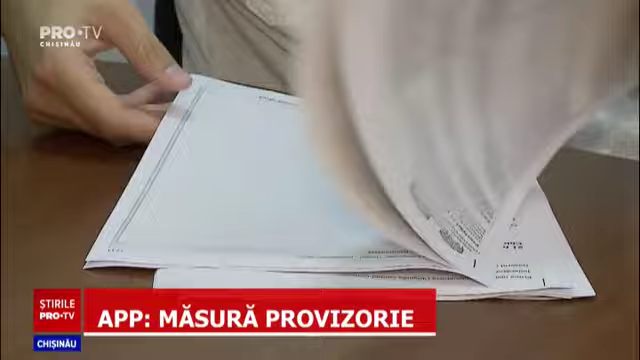 PRO•TV
CHIȘINĂU
ȘTIRILE
PRO•TV
CHIȘINĂU
APP: MĂSURĂ PROVIZORIE